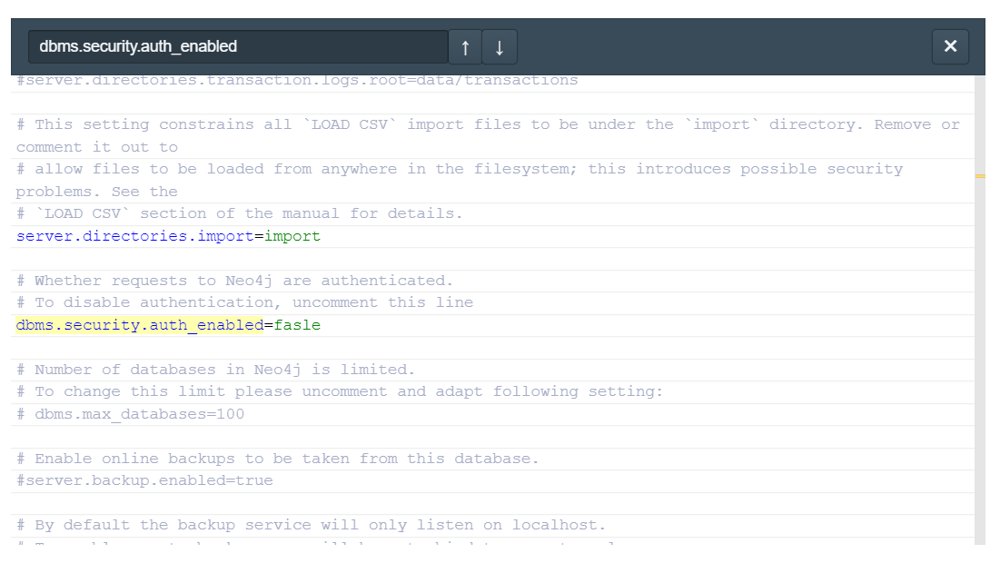 dbms.security.auth_enabled
↑ ↓ ×
#server.directories.transaction.logs.root=data/transactions
# This setting constrains all `LOAD CSV` import files to be under the `import` directory. Remove or
comment it out to
# allow files to be loaded from anywhere in the filesystem; this introduces possible security
problems. See the
# `LOAD CSV` section of the manual for details.
server.directories.import=import
# Whether requests to Neo4j are authenticated.
# To disable authentication, uncomment this line
dbms.security.auth_enabled=fasle
# Number of databases in Neo4j is limited.
# To change this limit please uncomment and adapt following setting:
# dbms.max_databases=100
# Enable online backups to be taken from this database.
#server.backup.enabled=true
# By default the backup service will only listen on localhost.